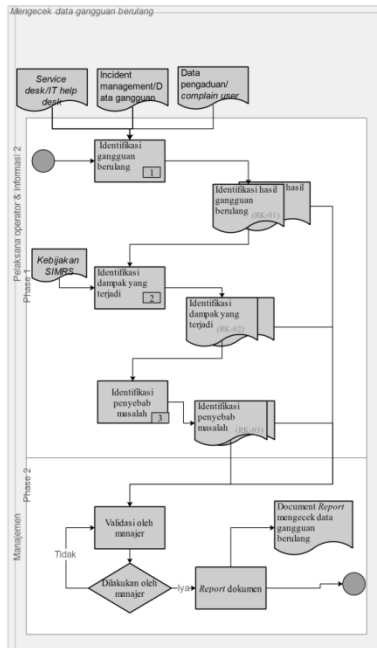 Mengecek data gangguan berulang
Service
desk/IT help
desk
Incident
management/D
ata gangguan
Data
pengaduan/
complain user
Pelaksana operator & Informasi 2
Phase 1
Identifikasi
gangguan
berulang
1
Identifikasi hasil
gangguan
berulang
(RK-01)
hasil
Kebijakan
SIMRS
Identifikasi
dampak yang
terjadi
2
Identifikasi
dampak yang
terjadi (RK-02)
Identifikasi
penyebab
masalah
3
Identifikasi
penyebab
masalah (RK-03)
Manajemen
Phase 2
Validasi oleh
manajer
Tidak
Dilakukan oleh
manajer
Iya
Report dokumen
Document Report
mengecek data
gangguan
berulang